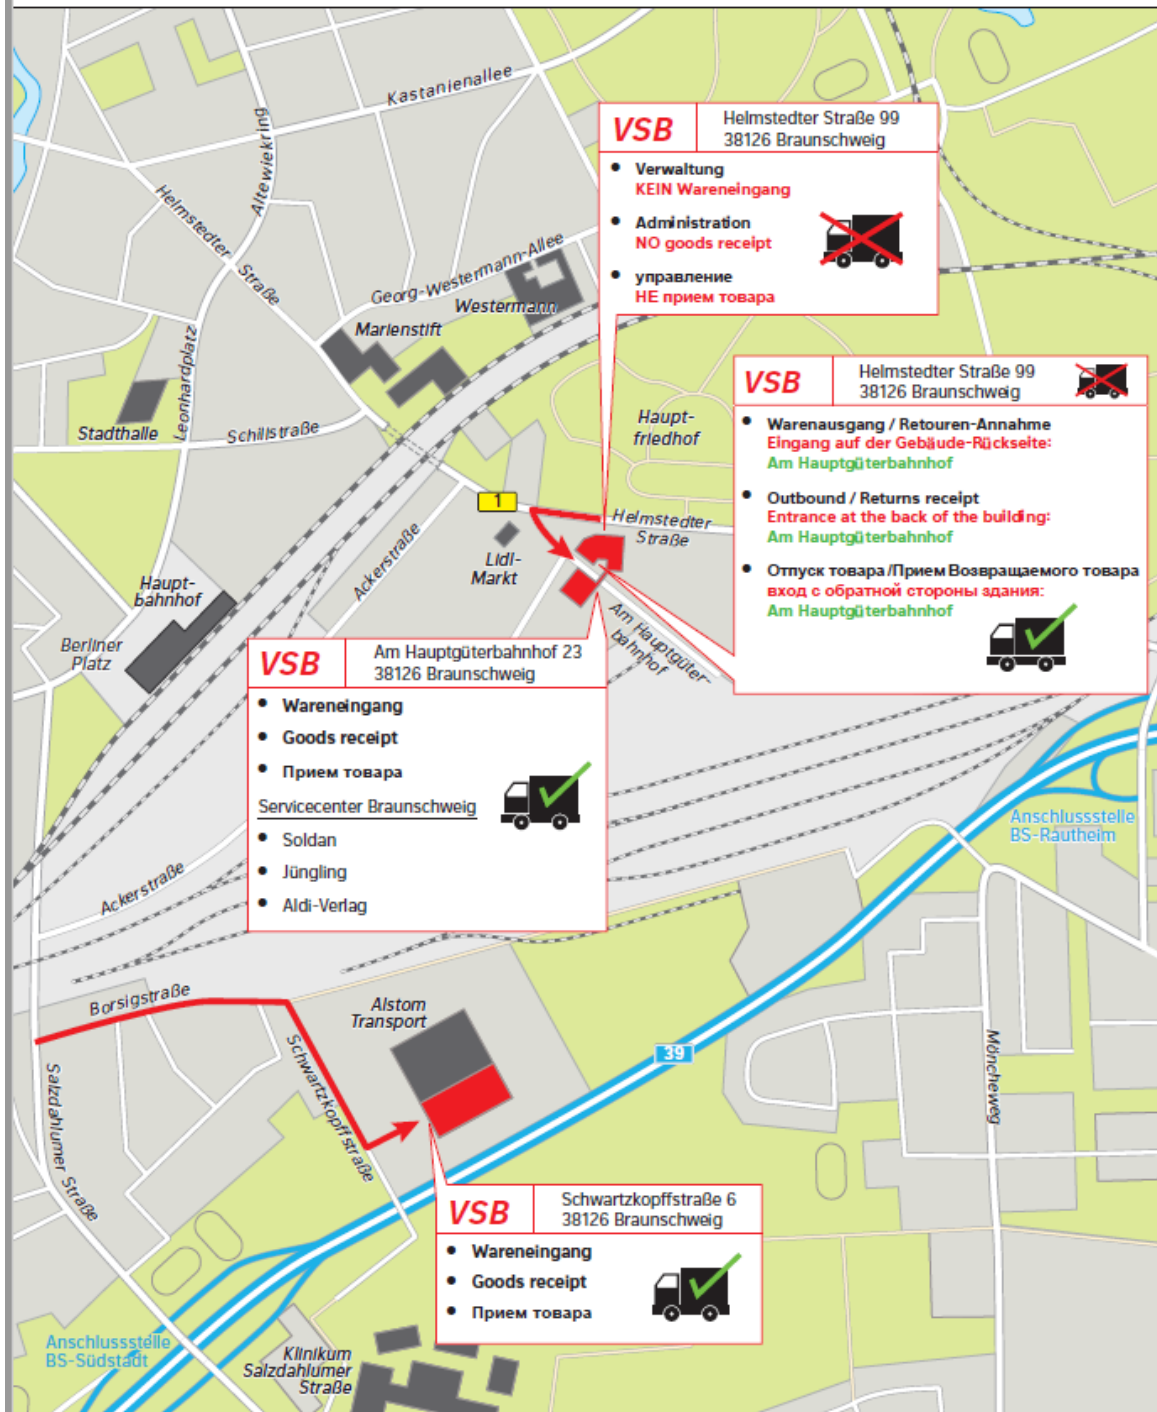 Kastanienallee
Altewiekring
Helmstedter
Straße
Georg-Westermann-Allee
Westermann
Marienstift
Leonhardplatz
Stadthalle
Schillstraße
VSB
Helmstedter Straße 99
38126 Braunschweig
• Verwaltung
KEIN Wareneingang
• Administration
NO goods receipt
• управление
НЕ прием товара
VSB
Helmstedter Straße 99
38126 Braunschweig
• Warenausgang / Retouren-Annahme
Eingang auf der Gebäude-Rückseite:
Am Hauptgüterbahnhof
• Outbound / Returns receipt
Entrance at the back of the building:
Am Hauptgüterbahnhof
• Отпуск товара/Прием Возвращаемого товара
вход с обратной стороны здания:
Am Hauptgüterbahnhof
Haupt-
friedhof
1
Helmstedter
Straße
Lidl-
Markt
Ackerstraße
Haupt-
bahnhof
Berliner
Platz
Am Hauptgüter-
bahnhof
VSB
Am Hauptgüterbahnhof 23
38126 Braunschweig
• Wareneingang
• Goods receipt
• Прием товара
Servicecenter Braunschweig
• Soldan
• Jüngling
• Aldi-Verlag
Anschlussstelle
BS-Rautheim
Ackerstraße
Borsigstraße
Alstom
Transport
Schwartzkopffstraße
39
Möncheweg
Salzdahlumer Straße
VSB
Schwartzkopffstraße 6
38126 Braunschweig
• Wareneingang
• Goods receipt
• Прием товара
Anschlussstelle
BS-Südstadt
Klinikum
Salzdahlumer
Straße